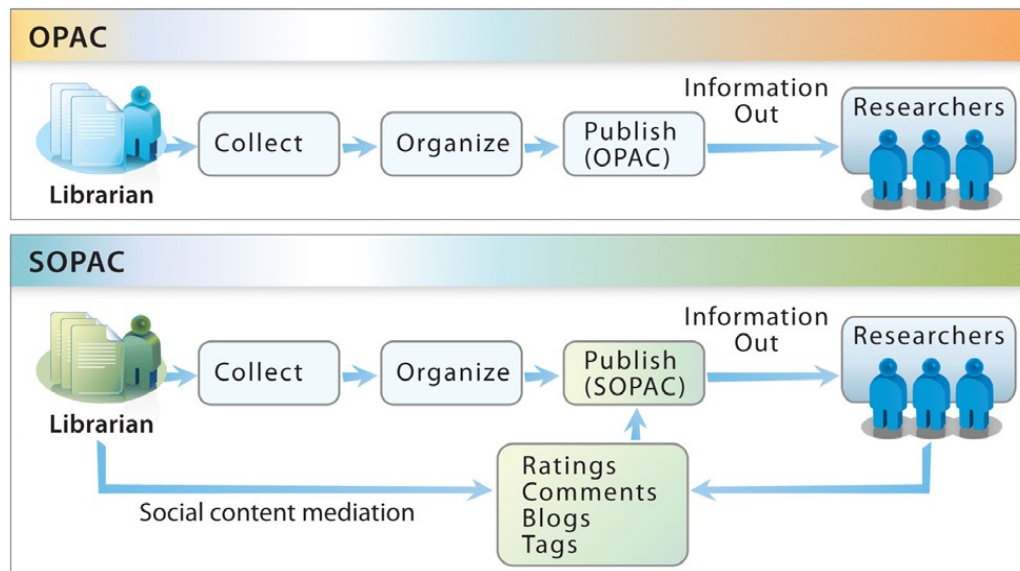 OPAC
Librarian
Collect
Organize
Publish
(OPAC)
Information
Out
Researchers
SOPAC
Librarian
Collect
Organize
Publish
(SOPAC)
Information
Out
Researchers
Social content mediation
Ratings
Comments
Blogs
Tags